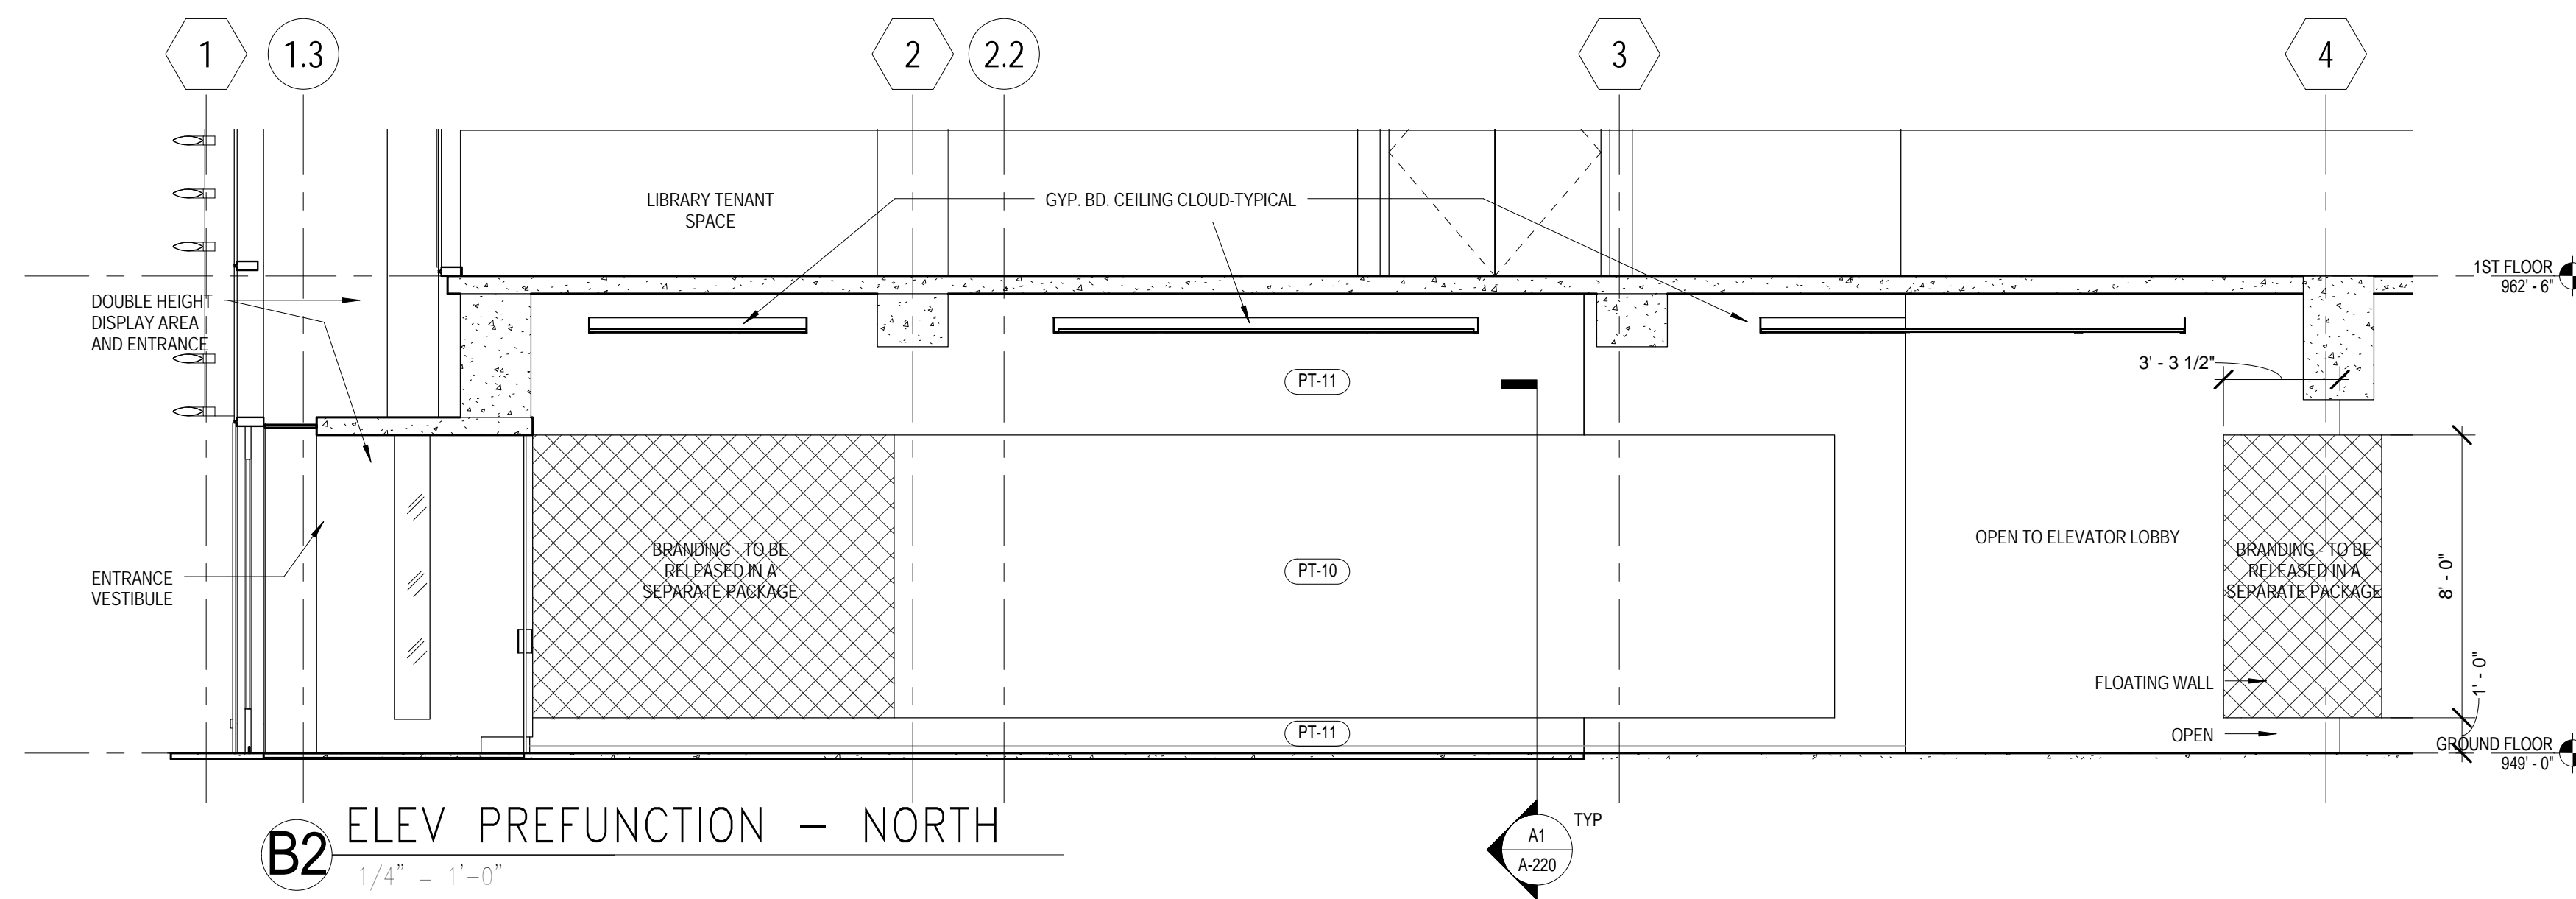 1
1.3
2
2.2
3
4
LIBRARY TENANT
SPACE
GYP. BD. CEILING CLOUD-TYPICAL
1ST FLOOR
962' - 6"
DOUBLE HEIGHT
DISPLAY AREA
AND ENTRANCE
3' - 3 1/2"
PT-11
OPEN TO ELEVATOR LOBBY
BRANDING - TO BE
RELEASED IN A
SEPARATE PACKAGE
PT-10
BRANDING - TO BE
RELEASED IN A
SEPARATE PACKAGE
8' - 0"
ENTRANCE
VESTIBULE
FLOATING WALL
1' - 0"
PT-11
OPEN
GROUND FLOOR
949' - 0"
B2
ELEV PREFUNCTION - NORTH
1/4" = 1'-0"
A1
A-220
TYP